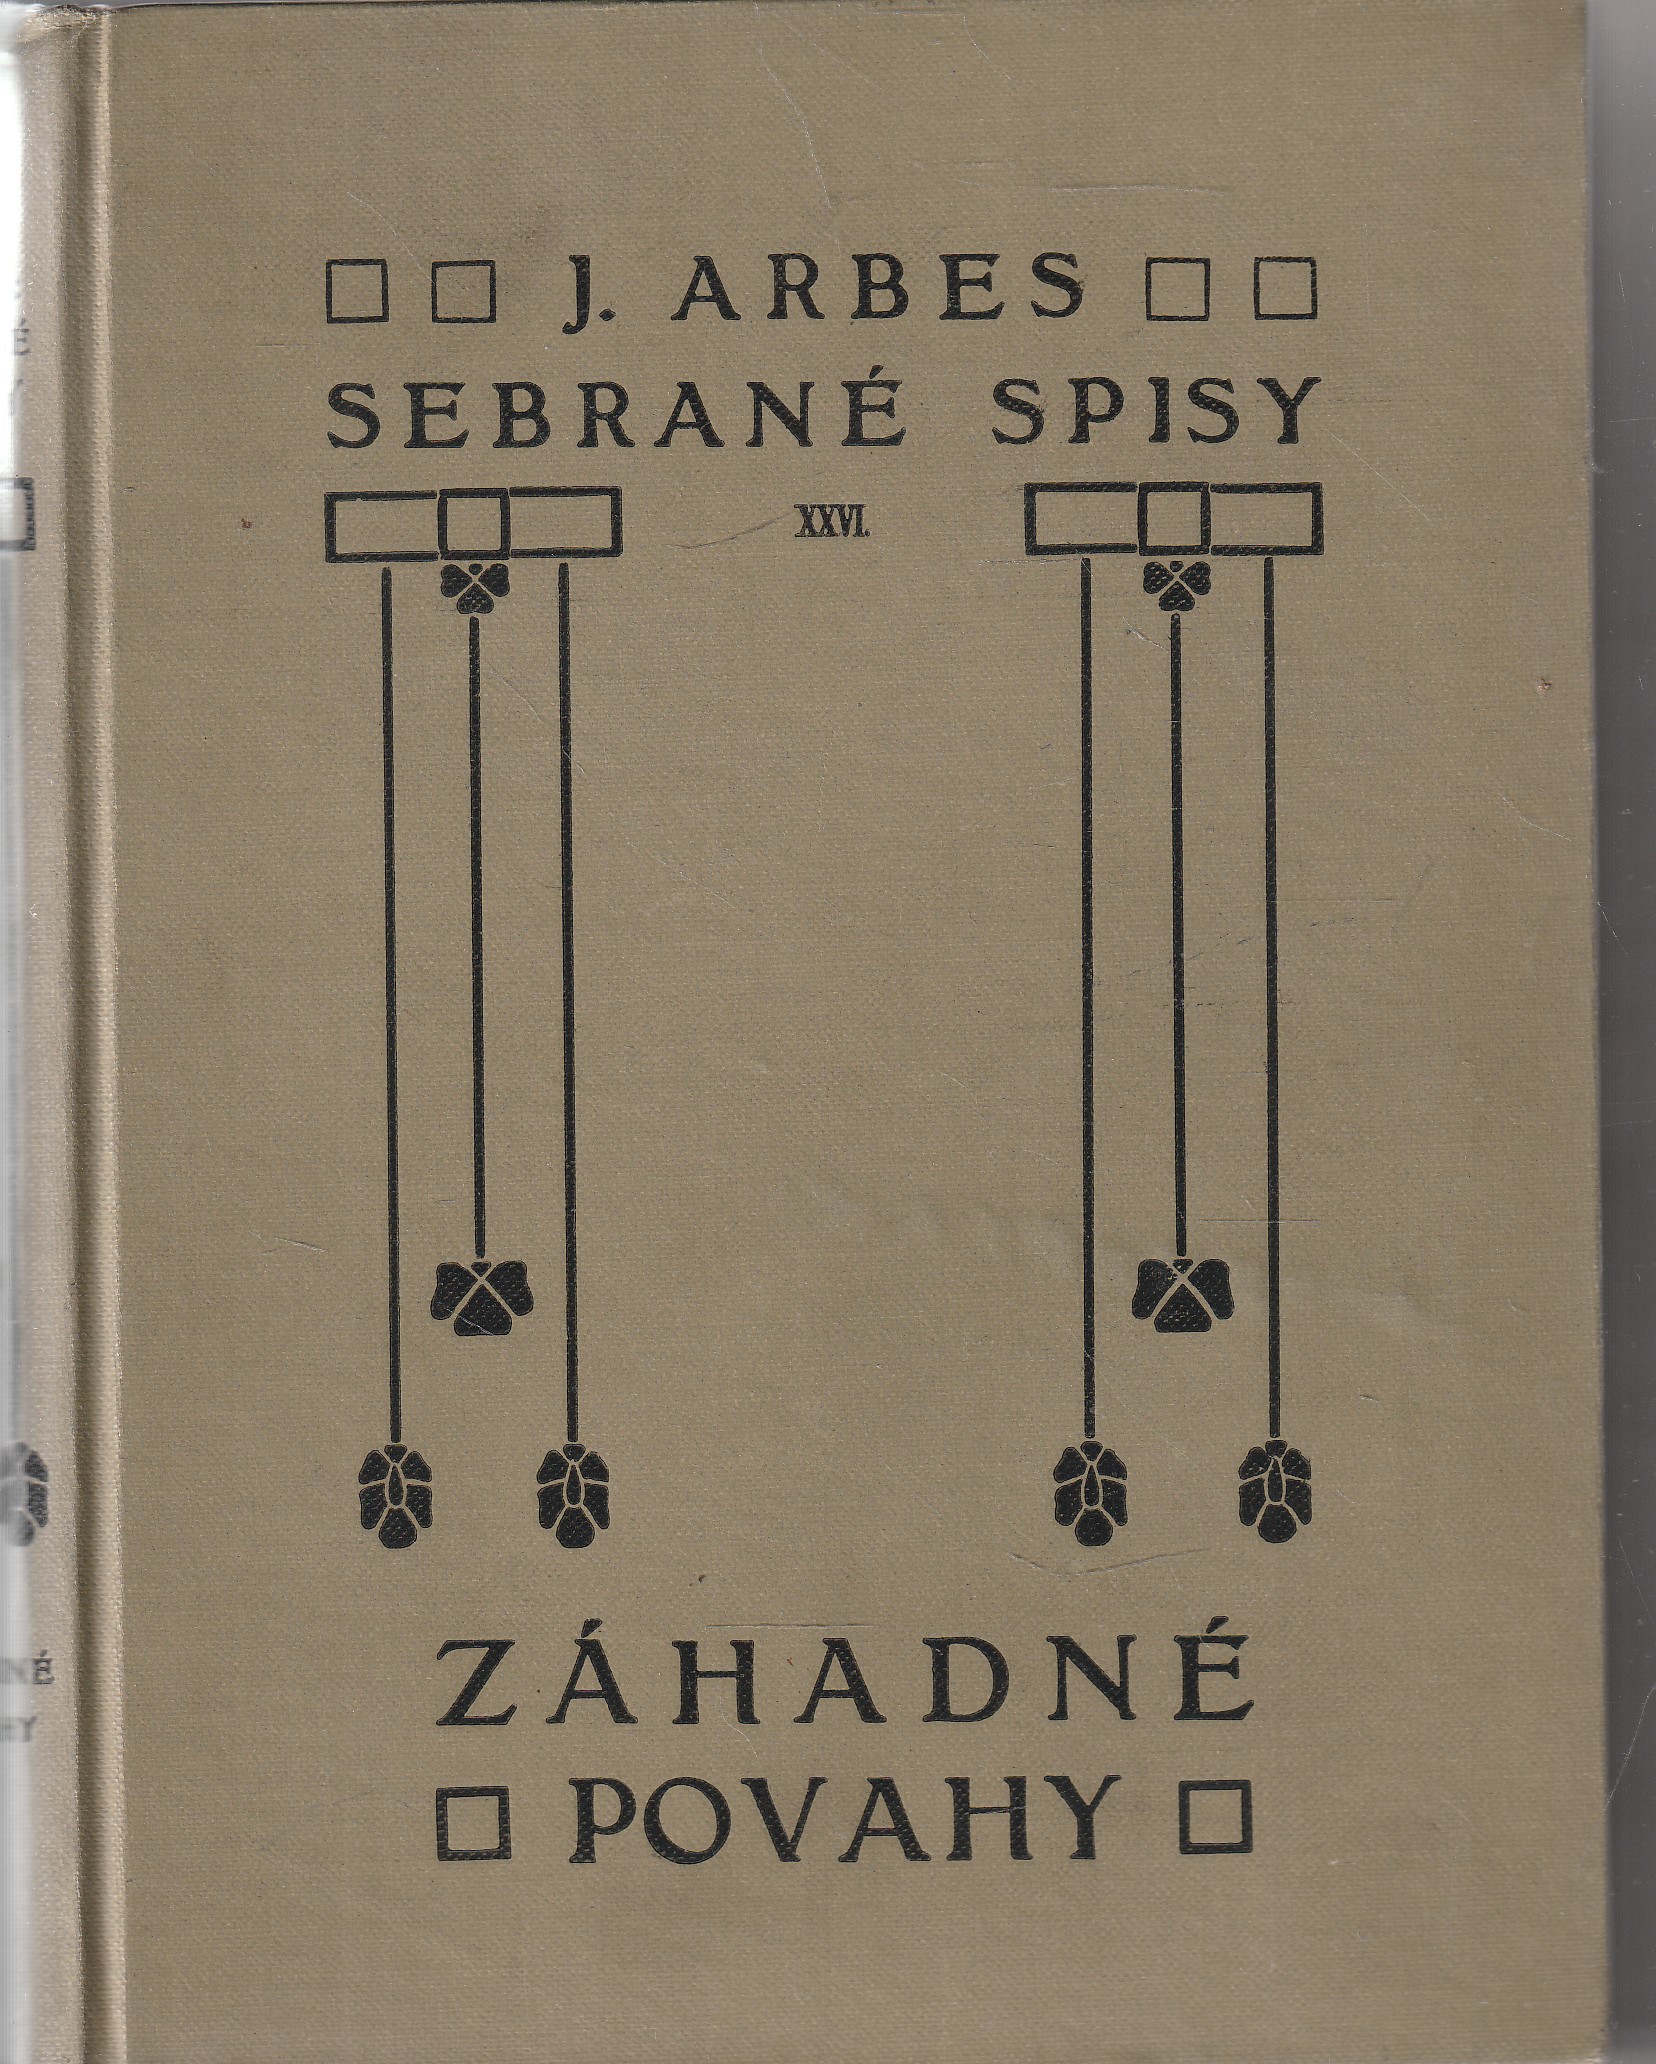 J. ARBES
SEBRANÉ SPISY
XXVI.
ZÁHADNÉ
POVAHY